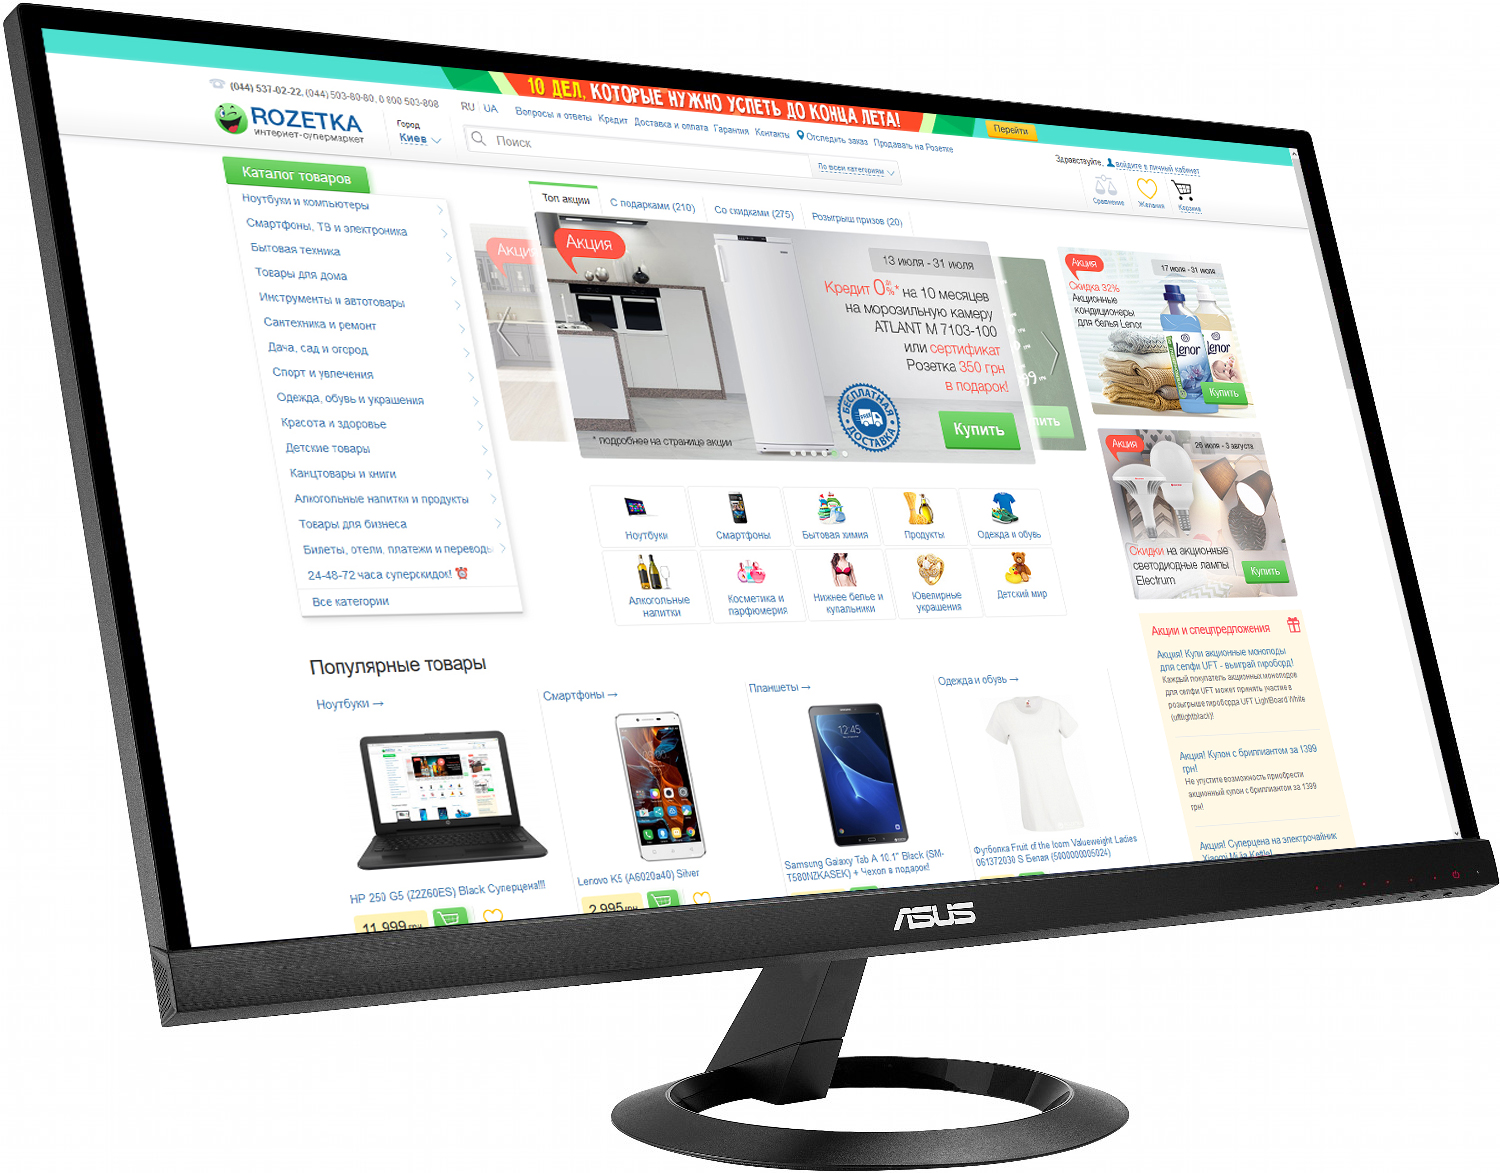 10 ДЕЛ, КОТОРЫЕ НУЖНО УСПЕТЬ ДО КОНЦА ЛЕТА!
Перейти
(044) 537-02-22, (044) 503-80-80, 0 800 503-808
RU UA
Вопросы и ответы Кредит Доставка и оплата Гарантия Контакты Отследить заказ Продавать на Розетке
ROZETKA
интернет-супермаркет
Город
Киев
Поиск
По всем категориям
Здравствуйте, войдите в личный кабинет
Сравнение Желания Корзина
Каталог товаров
Ноутбуки и компьютеры
Смартфоны, ТВ и электроника
Бытовая техника
Товары для дома
Инструменты и автотовары
Сантехника и ремонт
Дача, сад и огород
Спорт и увлечения
Одежда, обувь и украшения
Красота и здоровье
Детские товары
Канцтовары и книги
Алкогольные напитки и продукты
Товары для бизнеса
Билеты, отели, платежи и переводы
24-48-72 часа суперскидок!
Все категории
Топ акции С подарками (210) Со скидками (275) Розыгрыш призов (20)
Акция
Акция
13 июля - 31 июля
Кредит 0 % * на 10 месяцев
на морозильную камеру
ATLANT M 7103-100
или сертификат
Розетка 350 грн
в подарок!
БЕСПЛАТНАЯ ДОСТАВКА
Купить
* подробнее на странице акции
Акция
17 июля - 31 июля
Скидка 32%
Акционные
кондиционеры
для белья Lenor
Lenor
Lenor
Купить
Акция
26 июля - 3 августа
Скидки на акционные
светодиодные лампы
Electrum
Купить
Ноутбуки Смартфоны Бытовая химия Продукты Одежда и обувь
Алкогольные напитки
Косметика и парфюмерия
Нижнее белье и купальники
Ювелирные украшения
Детский мир
Популярные товары
Ноутбуки →
Смартфоны →
Планшеты →
Одежда и обувь →
12:45
HP 250 G5 (Z2Z60ES) Black Суперцена!!!
11 999 грн
Lenovo K5 (A6020a40) Silver
2 995 грн
Samsung Galaxy Tab A 10.1" Black (SM-
T580NZKASEK) + Чехол в подарок!
Футболка Fruit of the loom Valueweight Ladies
061372030 S Белая (5000000005024)
Акции и спецпредложения
Акция! Купи акционные моноподы
для селфи UFT - выиграй гироборд!
Каждый покупатель акционных моноподов
для селфи UFT может принять участие в
розыгрыше гироборда UFT LightBoard White
(uftlightblack)!
Акция! Кулон с бриллиантом за 1399
грн!
Не упустите возможность приобрести
акционный кулон с бриллиантом за 1399
грн!
Акция! Суперцена на электрочайник
Xiaomi Mi
ASUS